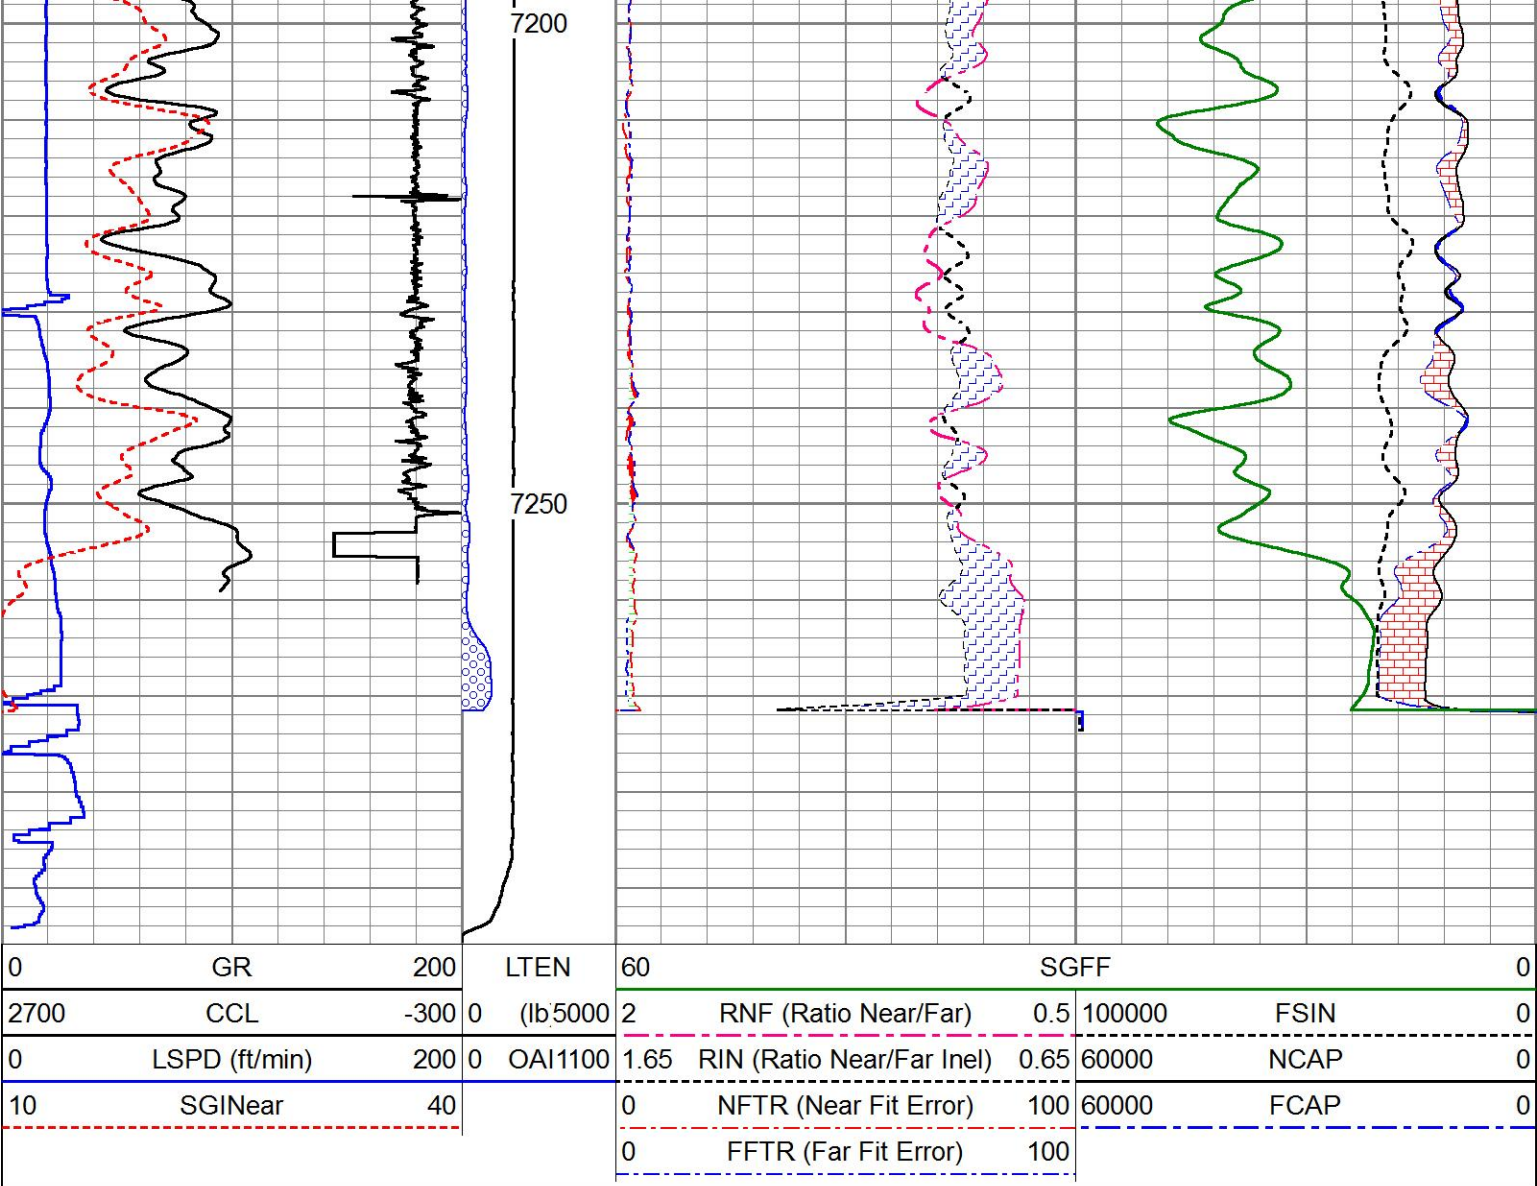 7200
7250
0 GR 200 LTEN 60 SGFF 0
2700 CCL -300 0 (lb 5000 2 RNF (Ratio Near/Far) 0.5 100000 FSIN 0
0 LSPD (ft/min) 200 0 OAI1100 1.65 RIN (Ratio Near/Far Inel) 0.65 60000 NCAP 0
10 SGINear 40 0 NFTR (Near Fit Error) 100 60000 FCAP 0
0 FFTR (Far Fit Error) 100